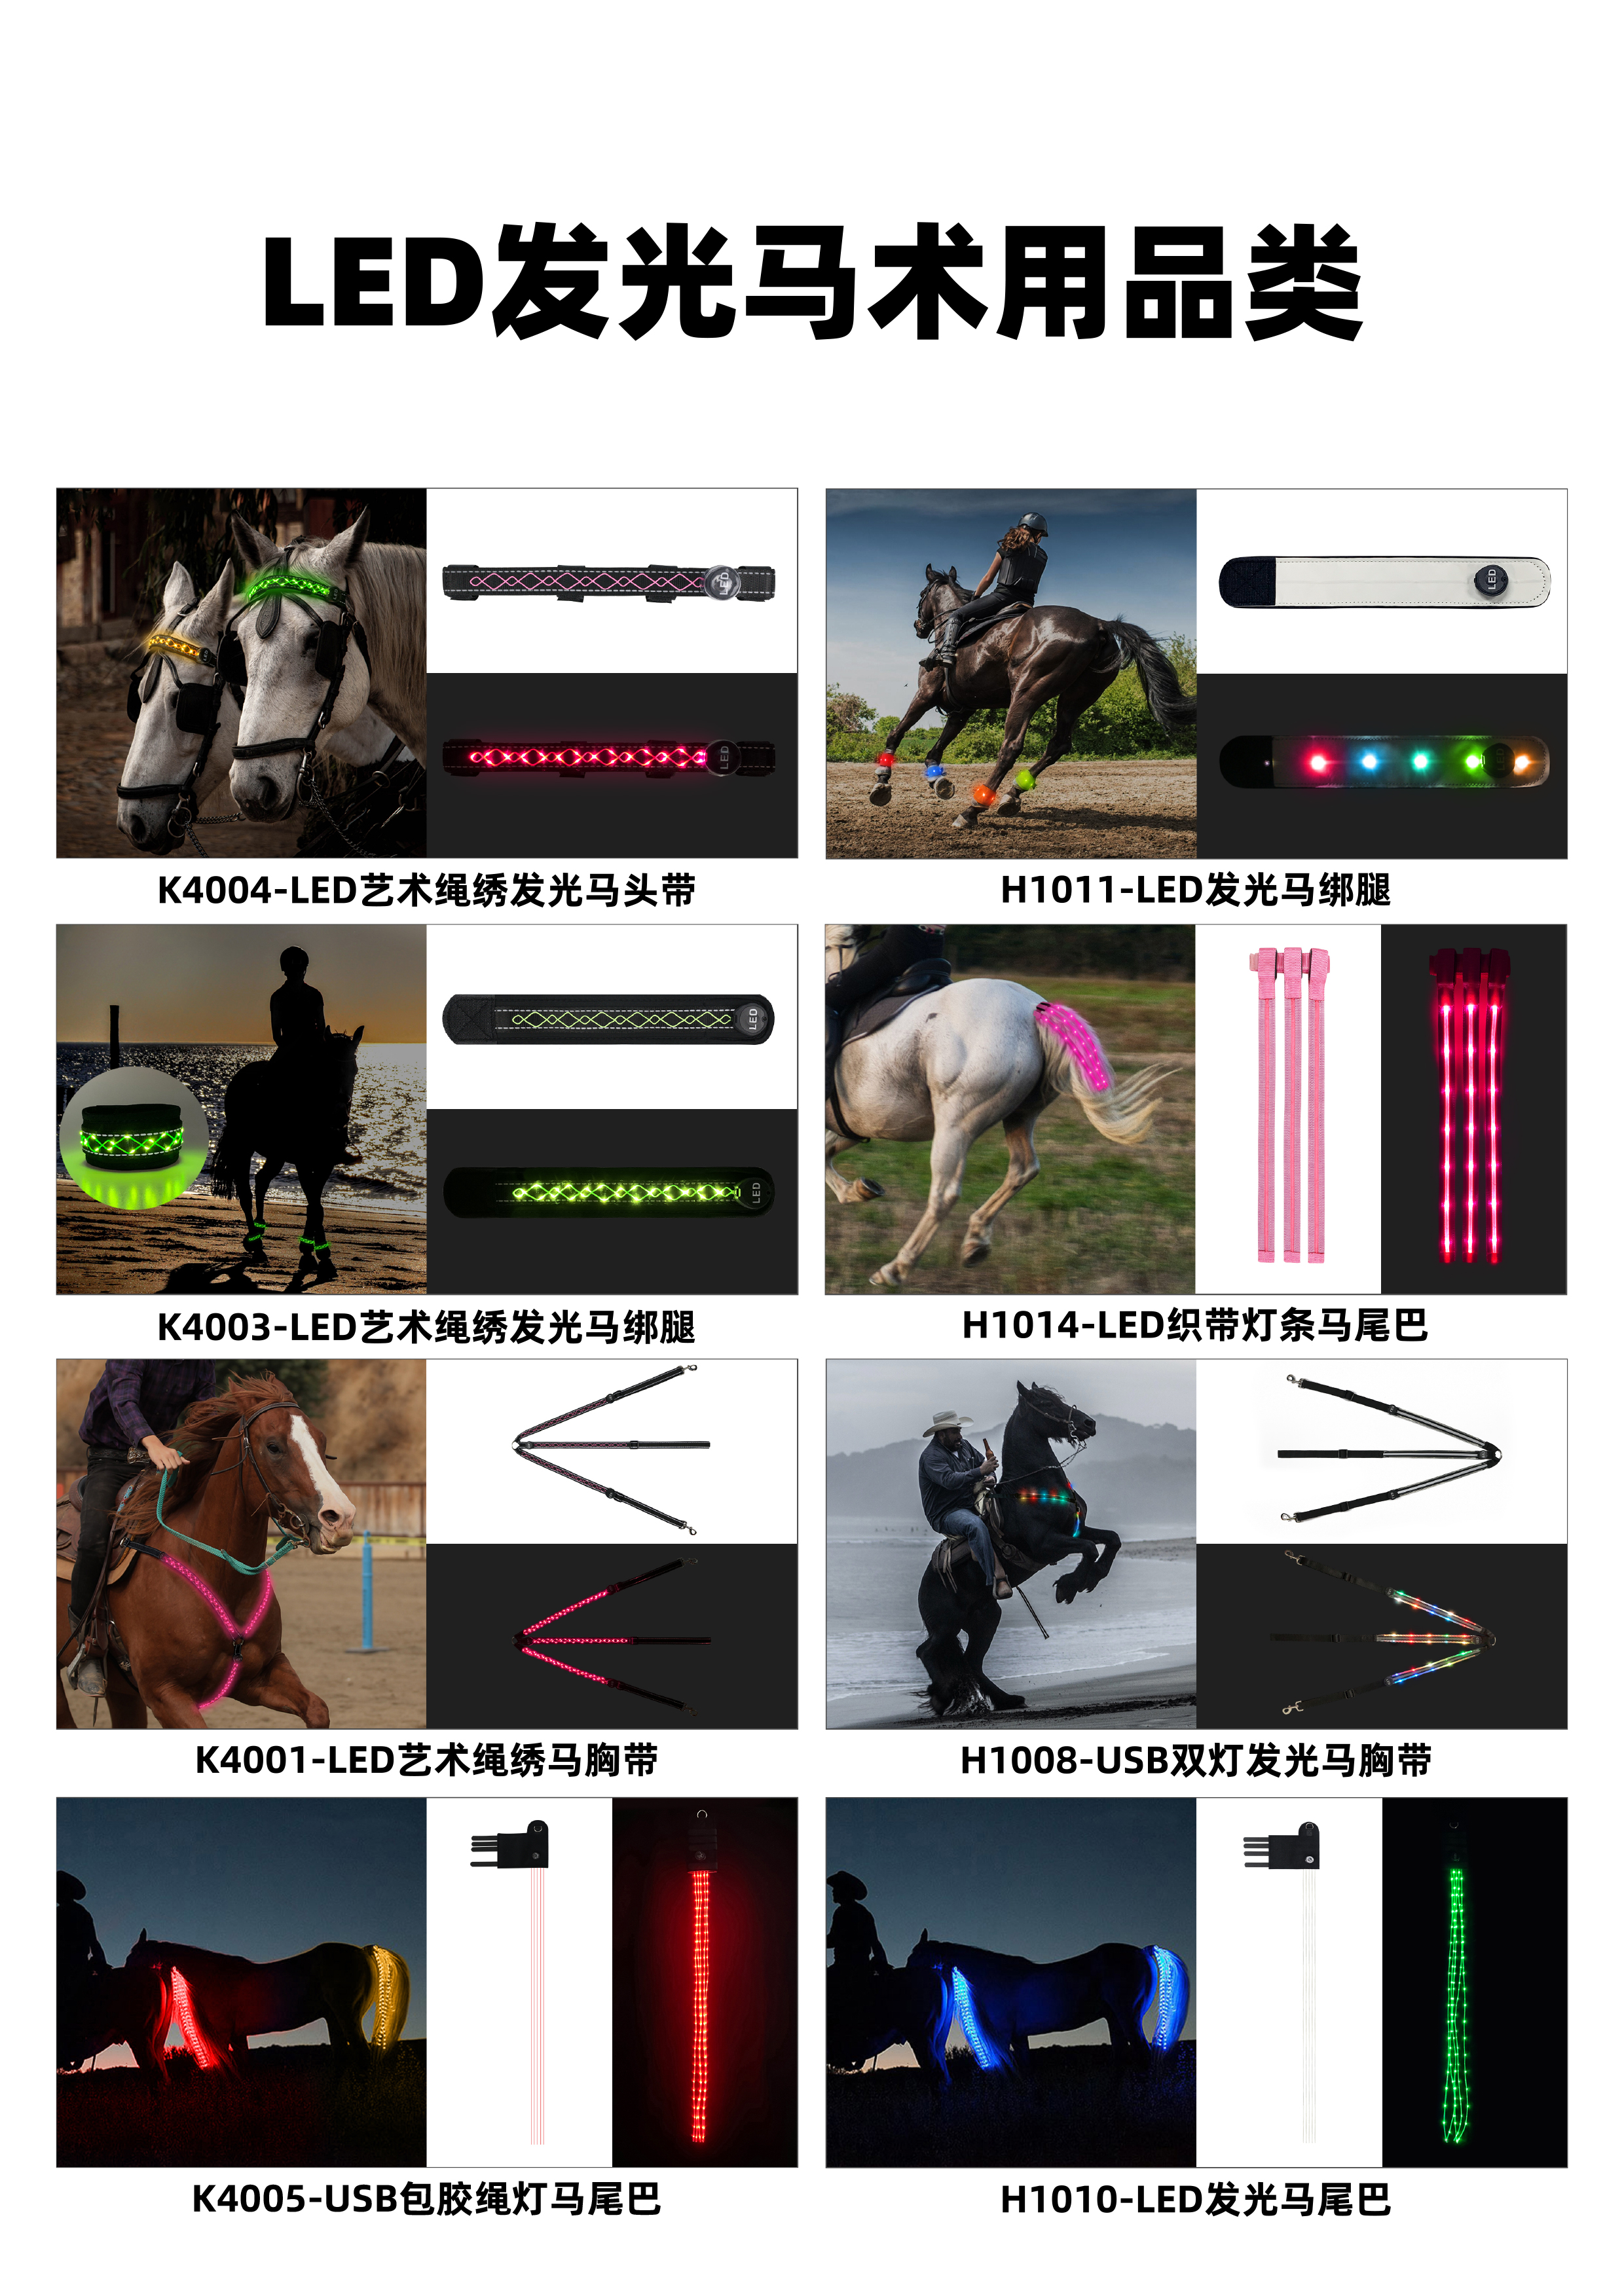 LED发光马术用品类
LED
LED
LED
LED
K4004-LED艺术绳绣发光马头带
H1011-LED发光马绑腿
LED
LED
K4003-LED艺术绳绣发光马绑腿
H1014-LED织带灯条马尾巴
K4001-LED艺术绳绣马胸带
H1008-USB双灯发光马胸带
K4005-USB包胶绳灯马尾巴
H1010-LED发光马尾巴